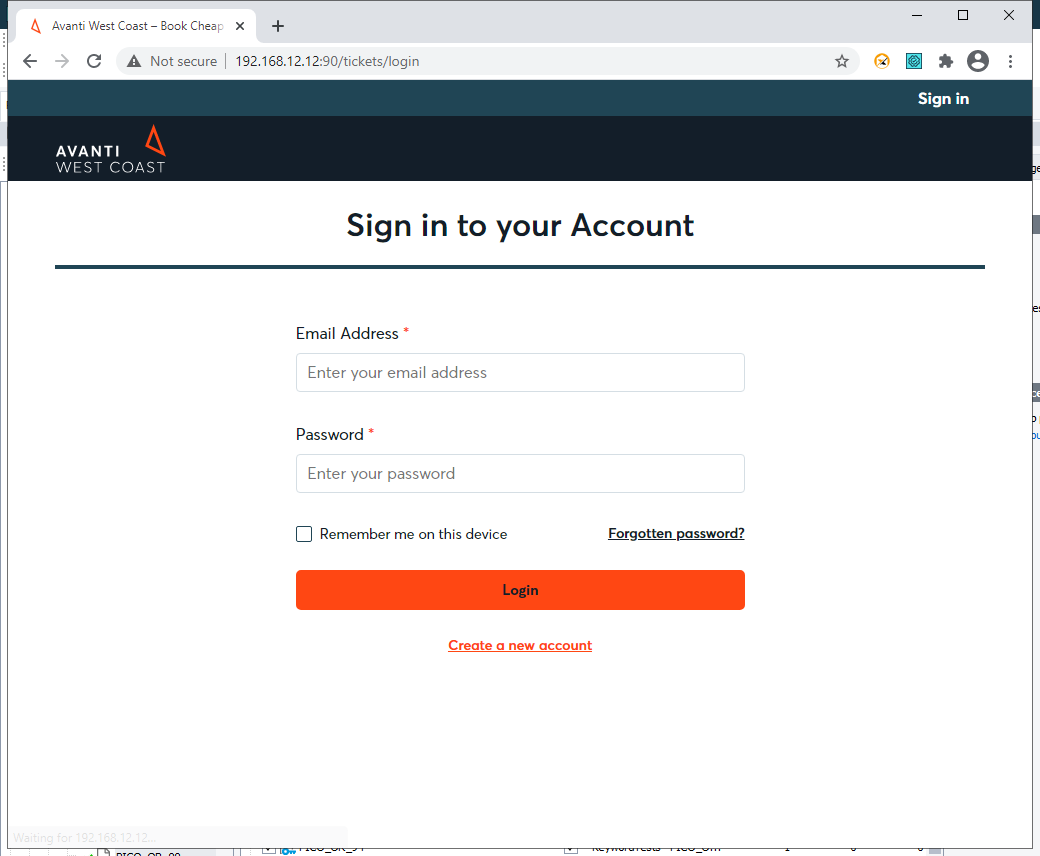 Avanti West Coast – Book Cheap
Not secure 192.168.12.12:90/tickets/login
Sign in
AVANTI
WEST COAST
Sign in to your Account
Email Address *
Enter your email address
Password *
Enter your password
Remember me on this device Forgotten password?
Login
Create a new account
Waiting for 192.168.12.12...